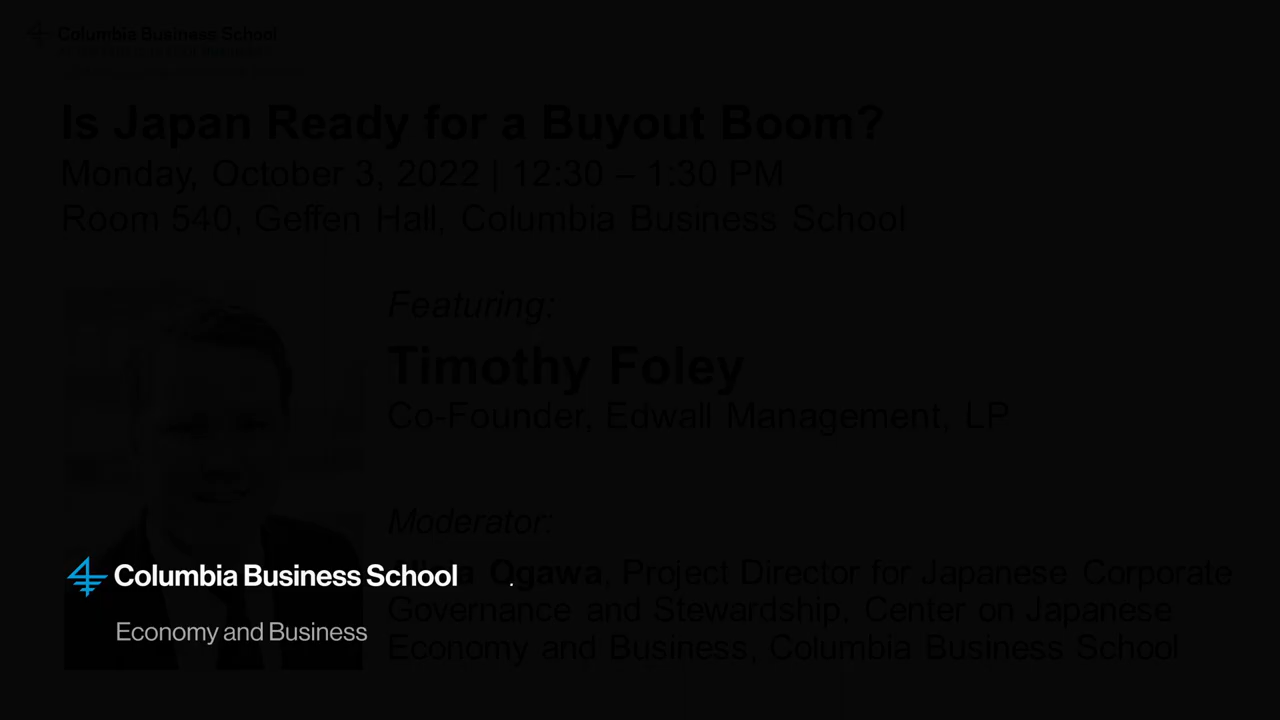 Columbia Business School
Is Japan Ready for a Buyout Boom?
Monday, October 3, 2022 | 12:30 – 1:30 PM
Room 540, Geffen Hall, Columbia Business School
Featuring:
Timothy Foley
Co-Founder, Edwall Management, LP
Moderator:
Ogawa, Project Director for Japanese Corporate
Governance and Stewardship, Center on Japanese
Economy and Business, Columbia Business School
Columbia Business School
Economy and Business